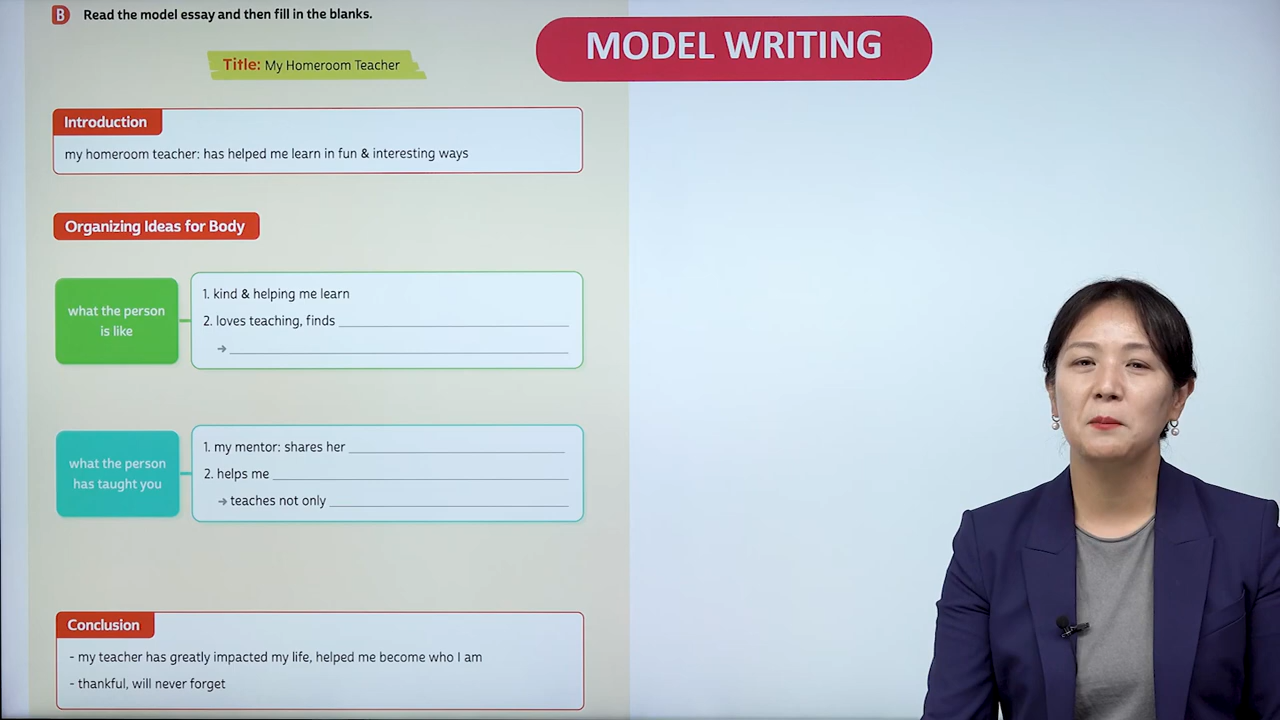 B Read the model essay and then fill in the blanks.
MODEL WRITING
Title: My Homeroom Teacher
Introduction
my homeroom teacher: has helped me learn in fun & interesting ways
Organizing Ideas for Body
what the person
is like
1. kind & helping me learn
2. loves teaching, finds
→
what the person
has taught you
1. my mentor: shares her
2. helps me
→ teaches not only
Conclusion
- my teacher has greatly impacted my life, helped me become who I am
- thankful, will never forget